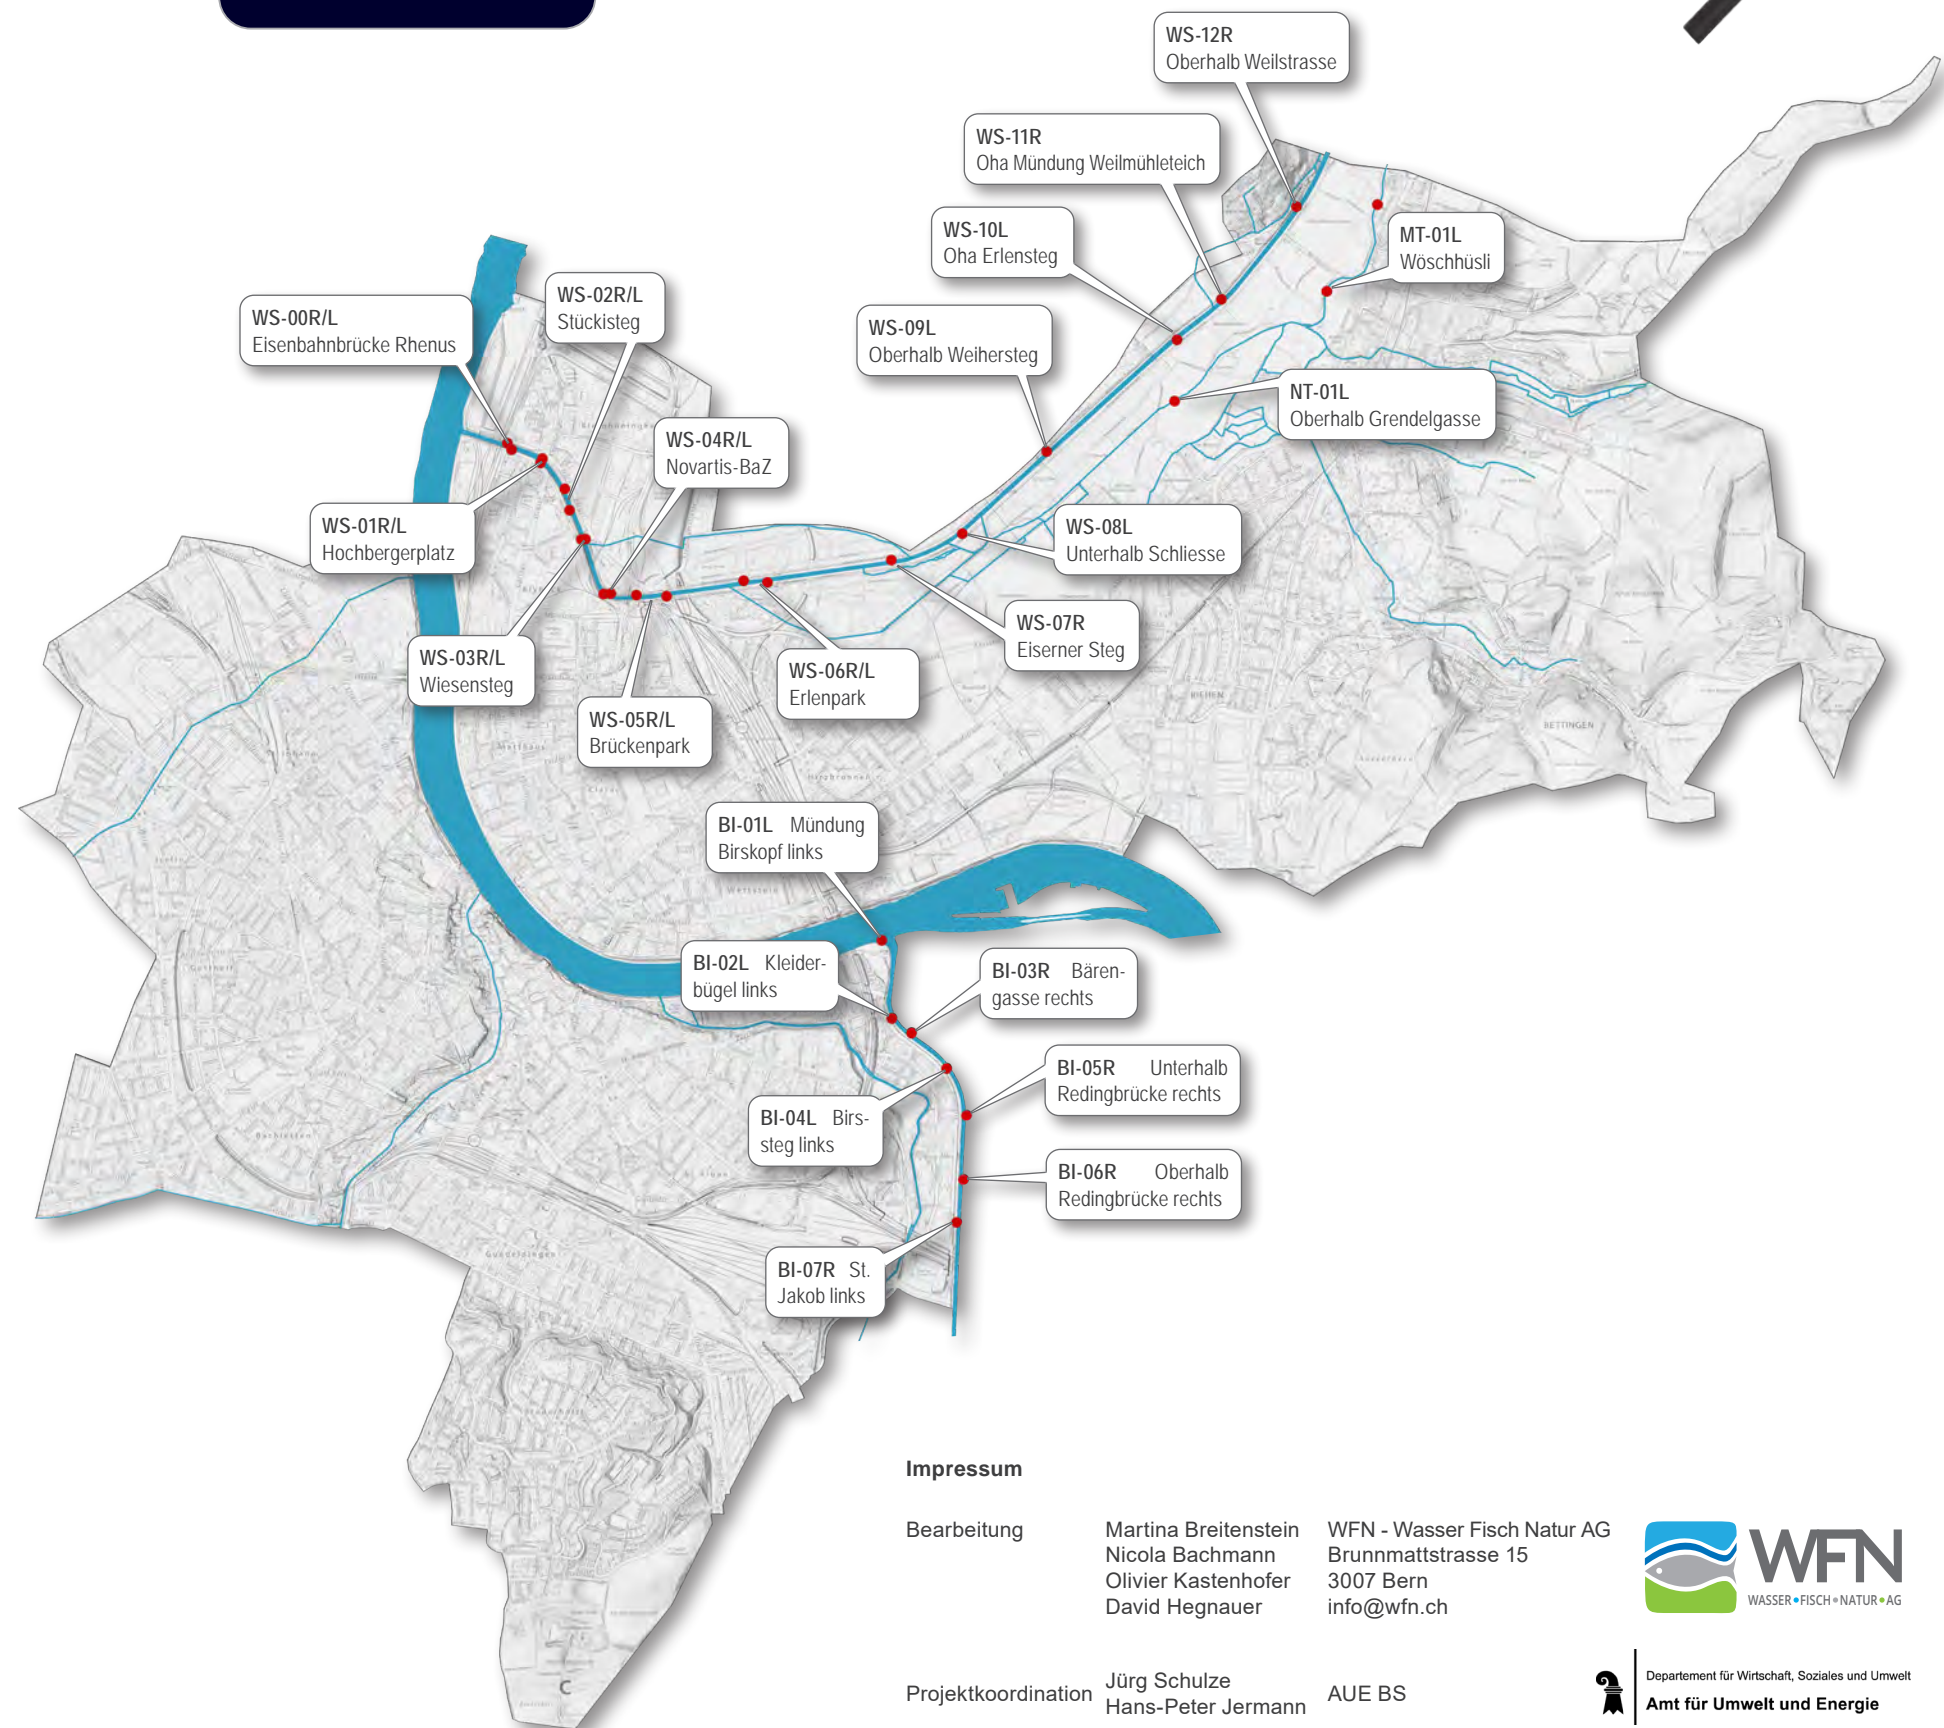 WS-12R
Oberhalb Weilstrasse
WS-11R
Oha Mündung Weilmühleteich
WS-10L
Oha Erlensteg
MT-01L
Wöschhüsli
WS-00R/L
Eisenbahnbrücke Rhenus
WS-02R/L
Stückisteg
WS-09L
Oberhalb Weihersteg
NT-01L
Oberhalb Grendelgasse
WS-04R/L
Novartis-BaZ
WS-01R/L
Hochbergerplatz
WS-08L
Unterhalb Schliesse
WS-07R
Eiserner Steg
WS-03R/L
Wiesensteg
WS-06R/L
Erlenpark
WS-05R/L
Brückenpark
RIEHEN
BETTINGEN
BI-01L Mündung
Birskopf links
BI-02L Kleider-
bügel links
BI-03R Bären-
gasse rechts
BI-05R Unterhalb
Redingbrücke rechts
BI-04L Birs-
steg links
BI-06R Oberhalb
Redingbrücke rechts
BI-07R St.
Jakob links
C
Impressum
Bearbeitung
Martina Breitenstein
Nicola Bachmann
Olivier Kastenhofer
David Hegnauer
WFN - Wasser Fisch Natur AG
Brunnmattstrasse 15
3007 Bern
info@wfn.ch
WFN
WASSER•FISCH•NATUR•AG
Projektkoordination
Jürg Schulze
Hans-Peter Jermann
AUE BS
Departement für Wirtschaft, Soziales und Umwelt
Amt für Umwelt und Energie